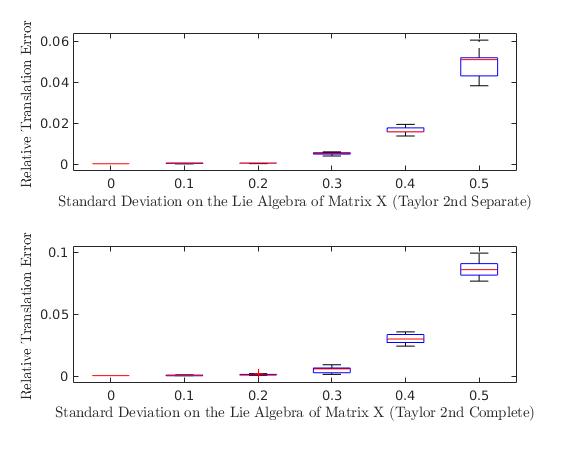 Relative Translation Error
0.06
0.04
0.02
0
0 0.1 0.2 0.3 0.4 0.5
Standard Deviation on the Lie Algebra of Matrix X (Taylor 2nd Separate)
Relative Translation Error
0.1
0.05
0
0 0.1 0.2 0.3 0.4 0.5
Standard Deviation on the Lie Algebra of Matrix X (Taylor 2nd Complete)